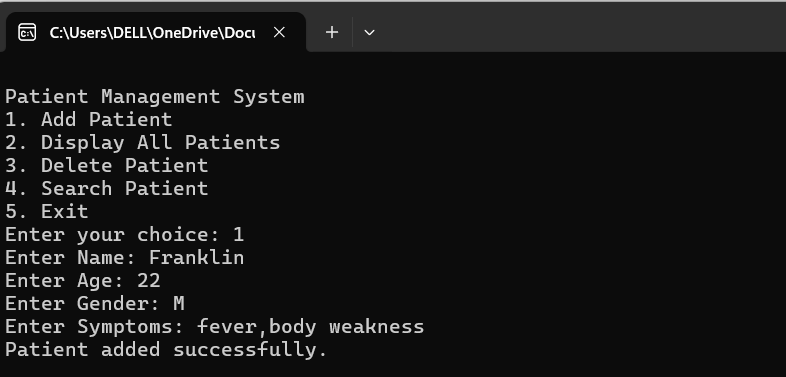 C:\Users\DELL\OneDrive\Docu
Patient Management System
1. Add Patient
2. Display All Patients
3. Delete Patient
4. Search Patient
5. Exit
Enter your choice: 1
Enter Name: Franklin
Enter Age: 22
Enter Gender: M
Enter Symptoms: fever,body weakness
Patient added successfully.